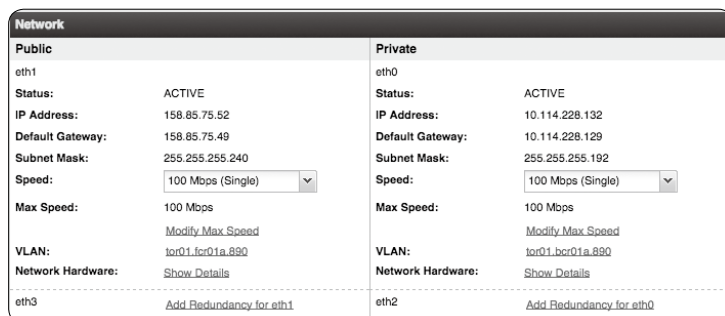 Network
Public
eth1
Status: ACTIVE
IP Address: 158.85.75.52
Default Gateway: 158.85.75.49
Subnet Mask: 255.255.255.240
Speed: 100 Mbps (Single)
Max Speed: 100 Mbps
Modify Max Speed
VLAN: tor01.fcr01a.890
Network Hardware: Show Details
eth3 Add Redundancy for eth1
Private
eth0
Status: ACTIVE
IP Address: 10.114.228.132
Default Gateway: 10.114.228.129
Subnet Mask: 255.255.255.192
Speed: 100 Mbps (Single)
Max Speed: 100 Mbps
Modify Max Speed
VLAN: tor01.bcr01a.890
Network Hardware: Show Details
eth2 Add Redundancy for eth0